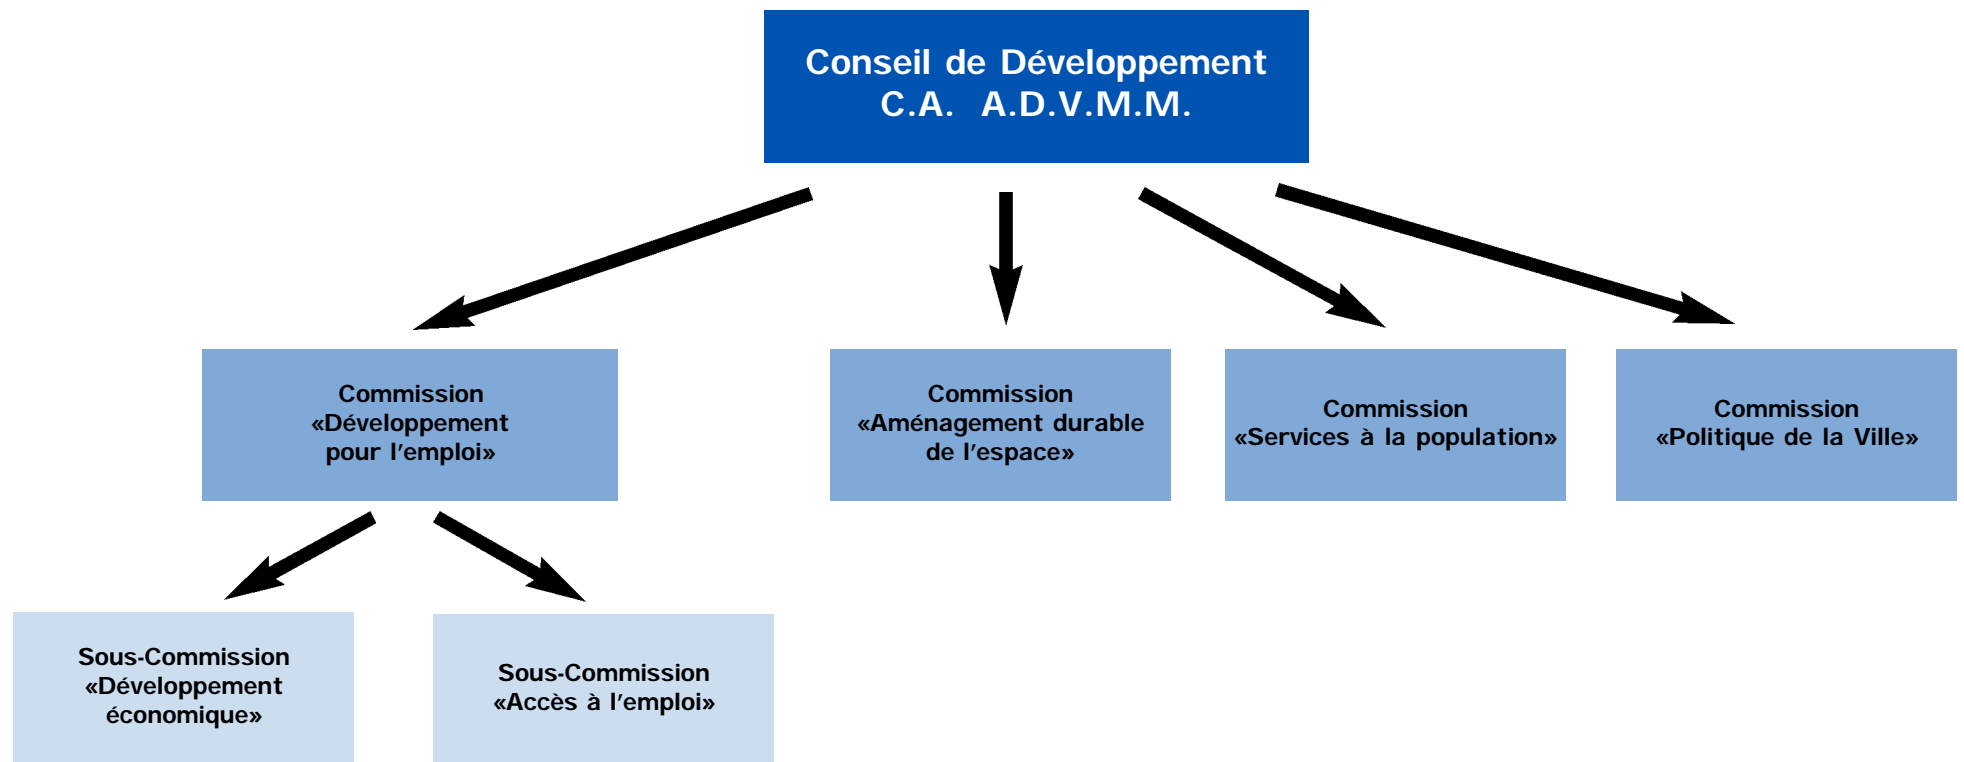 Conseil de Développement
C.A. A.D.V.M.M.
Commission
«Développement
pour l'emploi»
Commission
«Aménagement durable
de l'espace»
Commission
«Services à la population»
Commission
«Politique de la Ville»
Sous-Commission
«Développement
économique»
Sous-Commission
«Accès à l'emploi»